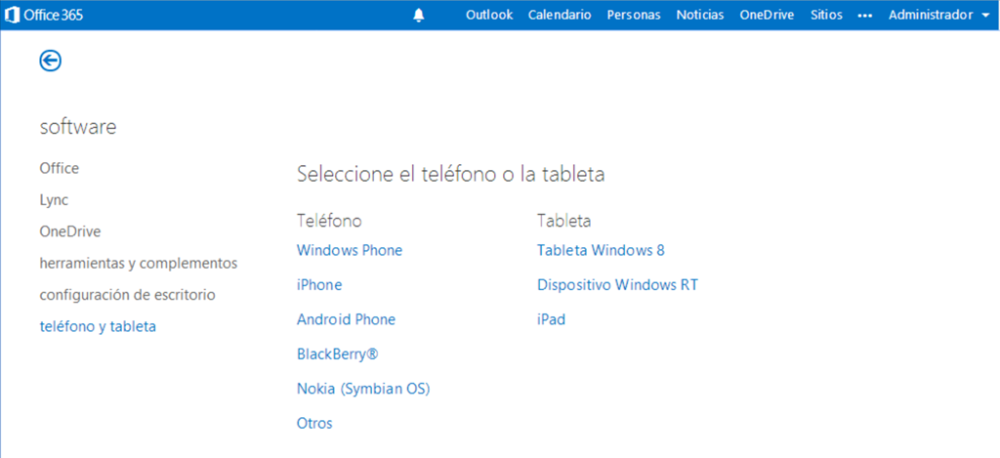 Office 365 Outlook Calendario Personas Noticias OneDrive Sitios ••• Administrador
software
Office
Lync
OneDrive
herramientas y complementos
configuración de escritorio
teléfono y tableta
Seleccione el teléfono o la tableta
Teléfono
Windows Phone
iPhone
Android Phone
BlackBerry®
Nokia (Symbian OS)
Otros
Tableta
Tableta Windows 8
Dispositivo Windows RT
iPad